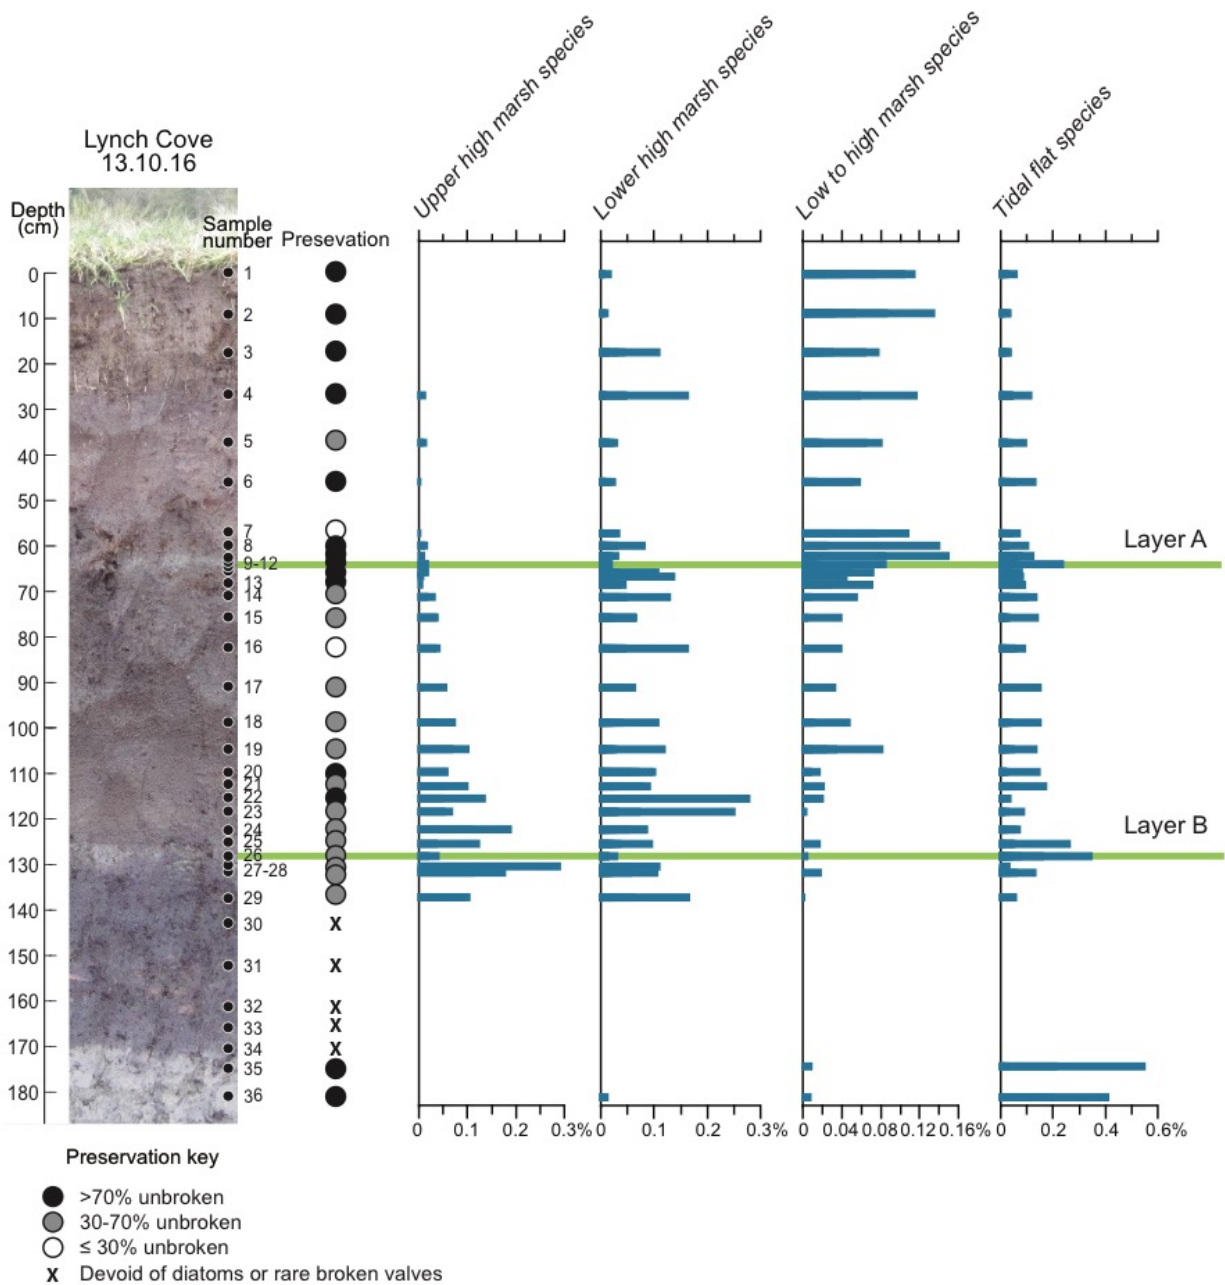 Upper high marsh species
Lower high marsh species
Low to high marsh species
Tidal flat species
Lynch Cove
13.10.16
Depth
(cm)
Sample
number
Presevation
0
10
20
30
40
50
60
70
80
90
100
110
120
130
140
150
160
170
180
1
2
3
4
5
6
7
8
9-12
13
14
15
16
17
18
19
20
21
22
23
24
25
26
27-28
29
30
31
32
33
34
35
36
X
X
X
X
X
Layer A
Layer B
0 0.1 0.2 0.3%
0 0.1 0.2 0.3%
0 0.04 0.08 0.12 0.16%
0 0.2 0.4 0.6%
Preservation key
>70% unbroken
30-70% unbroken
≤ 30% unbroken
X Devoid of diatoms or rare broken valves